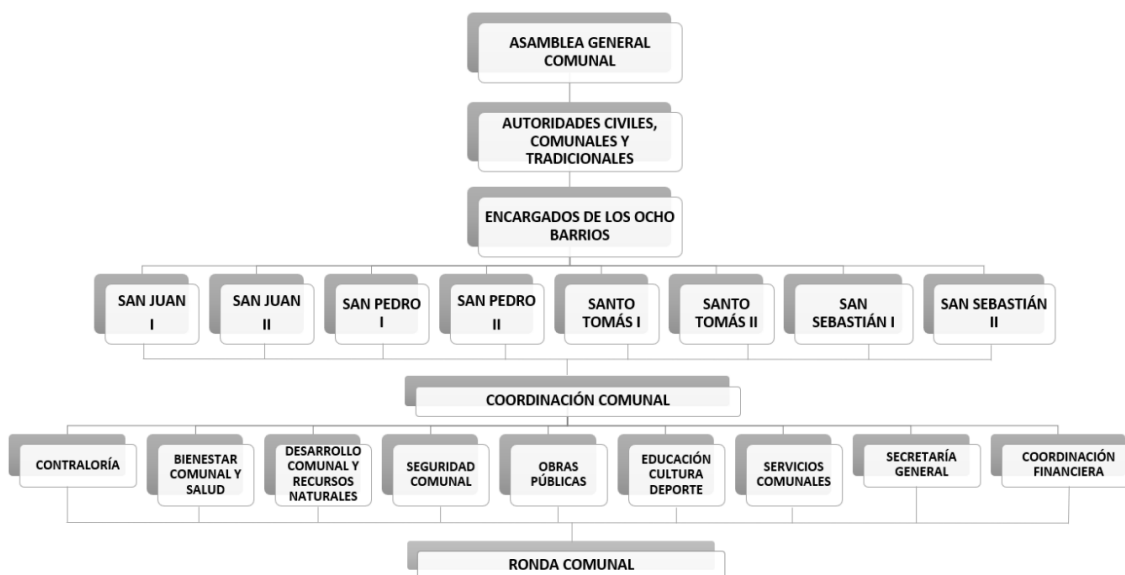 ASAMBLEA GENERAL
COMUNAL
AUTORIDADES CIVILES,
COMUNALES Y
TRADICIONALES
ENCARGADOS DE LOS OCHO
BARRIOS
SAN JUAN
I
SAN JUAN
II
SAN PEDRO
I
SAN PEDRO
II
SANTO
TOMÁS I
SANTO
TOMÁS II
SAN
SEBASTIÁN I
SAN SEBASTIÁN
II
COORDINACIÓN COMUNAL
CONTRALORÍA
BIENESTAR
COMUNAL Y
SALUD
DESARROLLO
COMUNAL Y
RECURSOS
NATURALES
SEGURIDAD
COMUNAL
OBRAS
PÚBLICAS
EDUCACIÓN
CULTURA
DEPORTE
SERVICIOS
COMUNALES
SECRETARÍA
GENERAL
COORDINACIÓN
FINANCIERA
RONDA COMUNAL